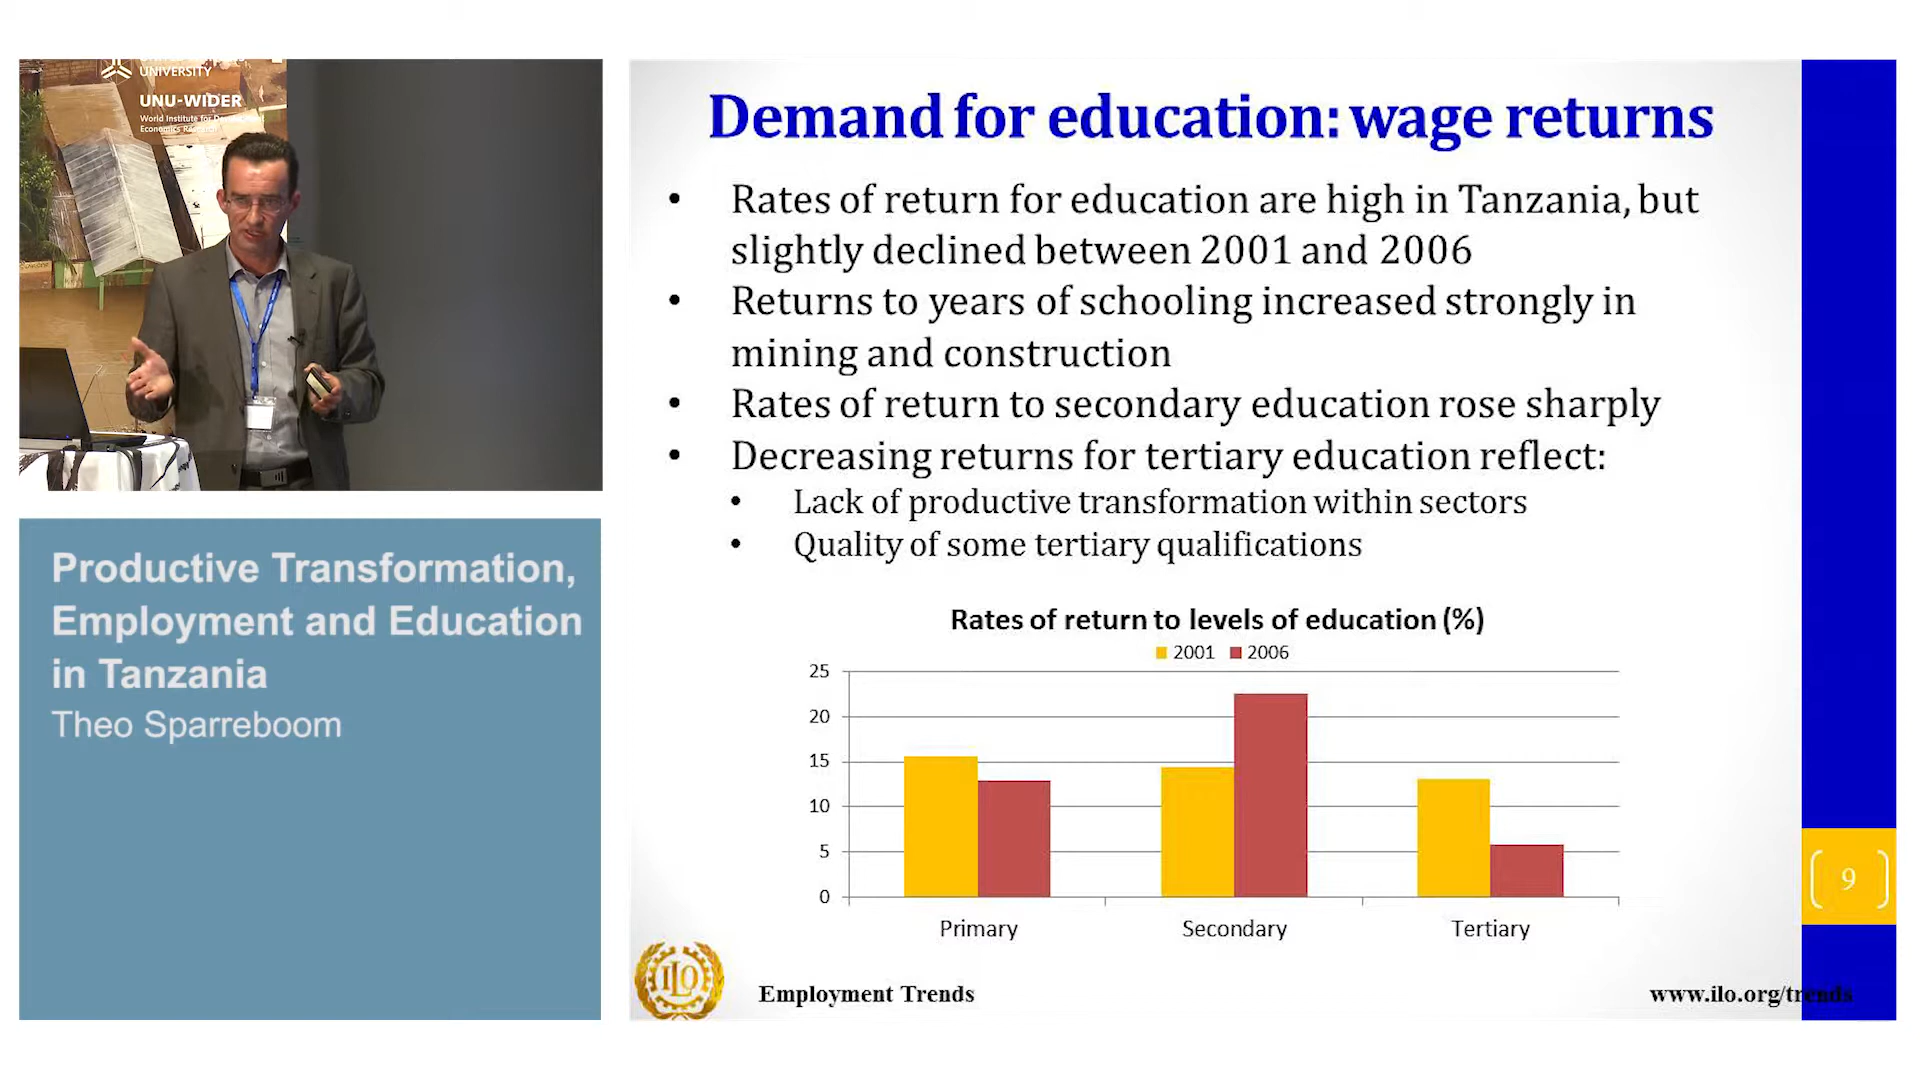 UNIVERSITY
UNU-WIDER
World Institute for Development
Economics Research
Productive Transformation,
Employment and Education
in Tanzania
Theo Sparreboom
Demand for education: wage returns
• Rates of return for education are high in Tanzania, but
slightly declined between 2001 and 2006
• Returns to years of schooling increased strongly in
mining and construction
• Rates of return to secondary education rose sharply
• Decreasing returns for tertiary education reflect:
• Lack of productive transformation within sectors
• Quality of some tertiary qualifications
Rates of return to levels of education (%)
2001 2006
25
20
15
10
5
0
Primary Secondary Tertiary
9
ILO
Employment Trends
www.ilo.org/trends